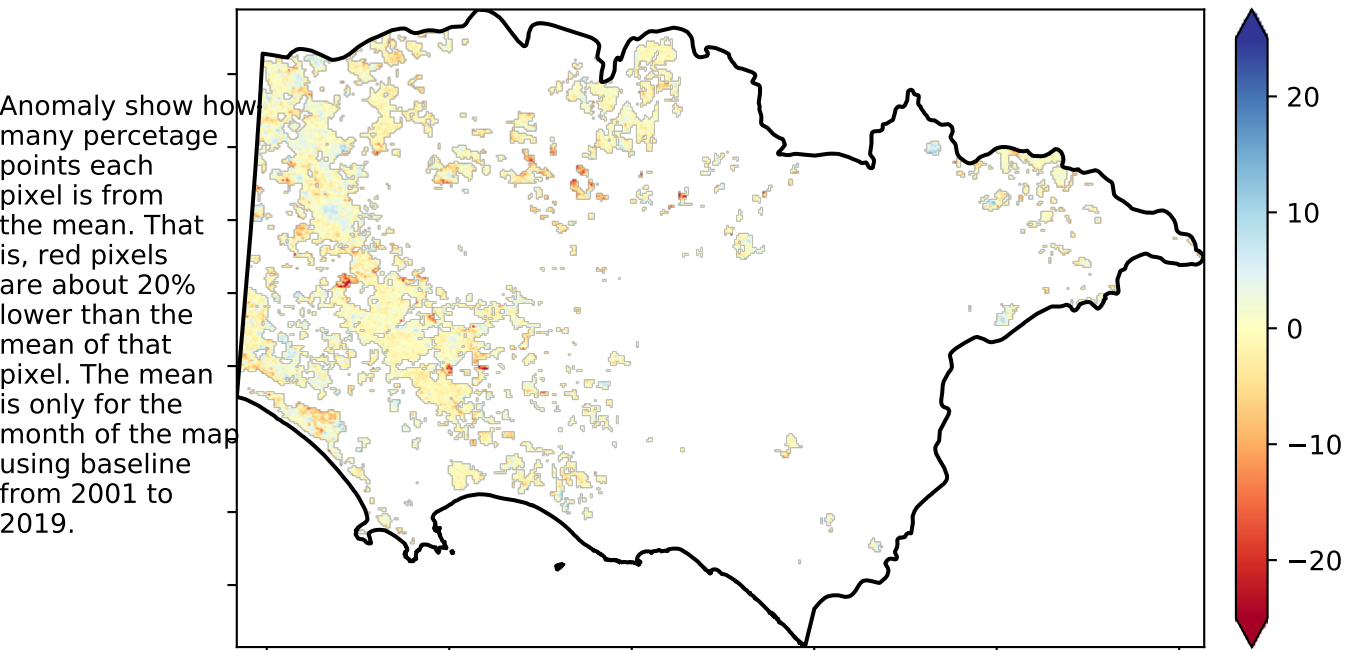 Anomaly show how
many percetage
points each
pixel is from
the mean. That
is, red pixels
are about 20%
lower than the
mean of that
pixel. The mean
is only for the
month of the map
using baseline
from 2001 to
2019.
20
10
0
−10
−20